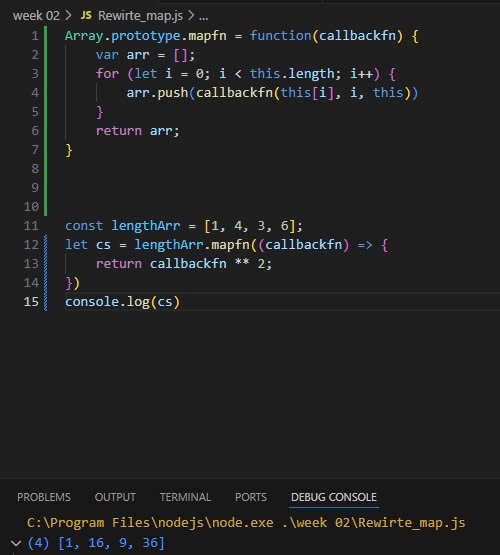 week 02 > JS Rewirte_map.js > ...
1 Array.prototype.mapfn = function(callbackfn) {
2     var arr = [];
3     for (let i = 0; i < this.length; i++) {
4         arr.push(callbackfn(this[i], i, this))
5     }
6     return arr;
7 }
8
9
10
11 const lengthArr = [1, 4, 3, 6];
12 let cs = lengthArr.mapfn((callbackfn) => {
13     return callbackfn ** 2;
14 })
15 console.log(cs)
PROBLEMS OUTPUT TERMINAL PORTS DEBUG CONSOLE
C:\Program Files\nodejs\node.exe .\week 02\Rewirte_map.js
(4) [1, 16, 9, 36]